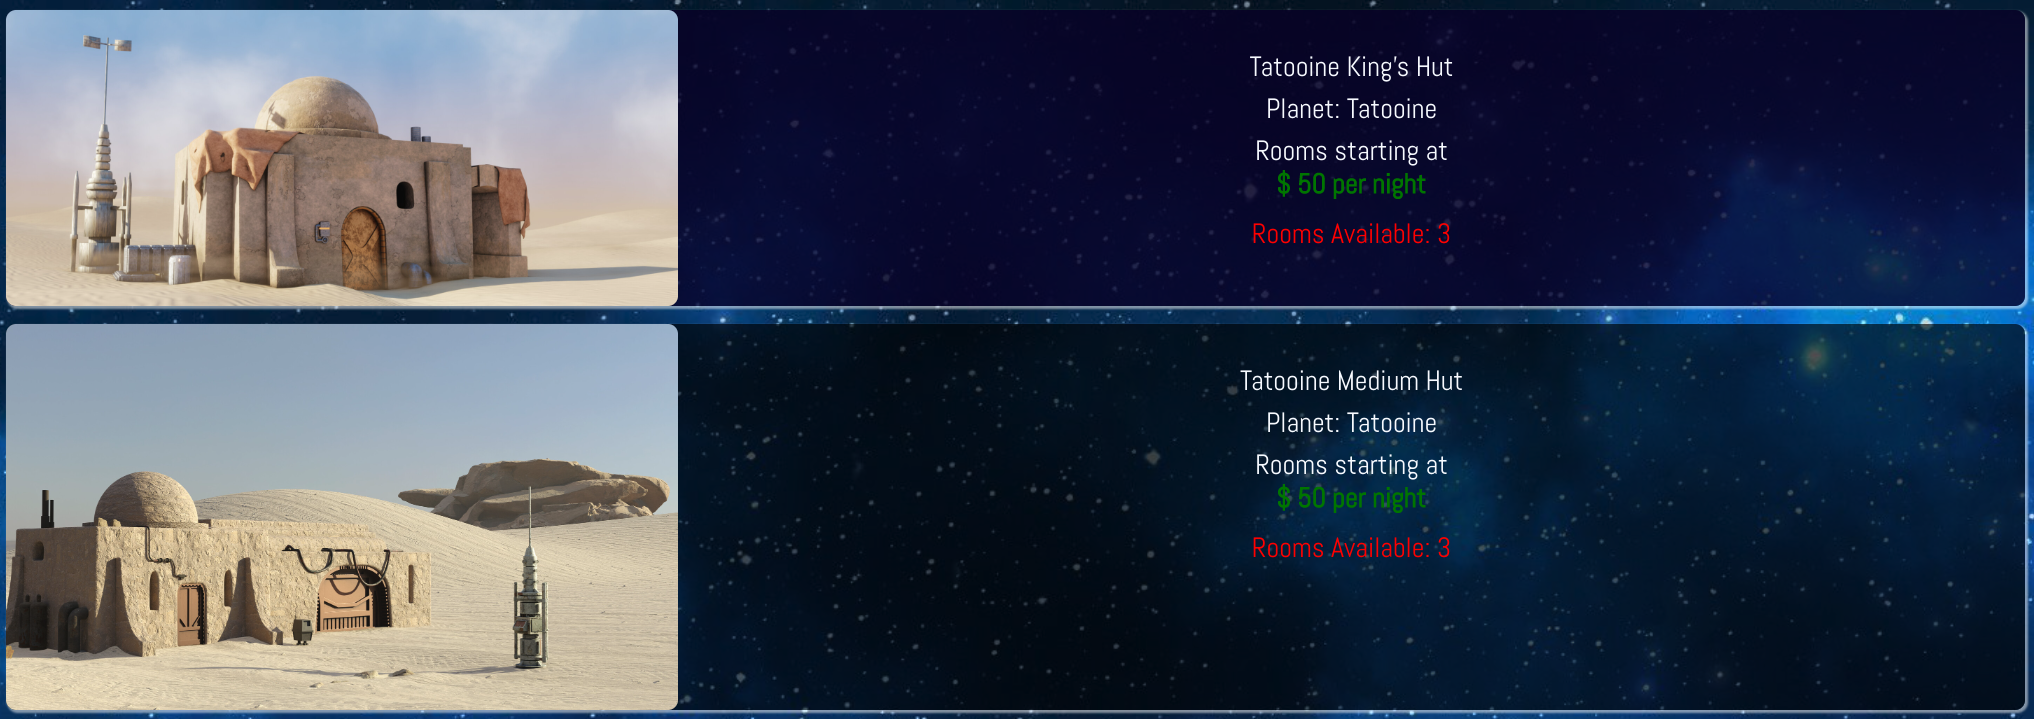 Tatooine King's Hut
Planet: Tatooine
Rooms starting at
$ 50 per night
Rooms Available: 3
Tatooine Medium Hut
Planet: Tatooine
Rooms starting at
$ 50 per night
Rooms Available: 3